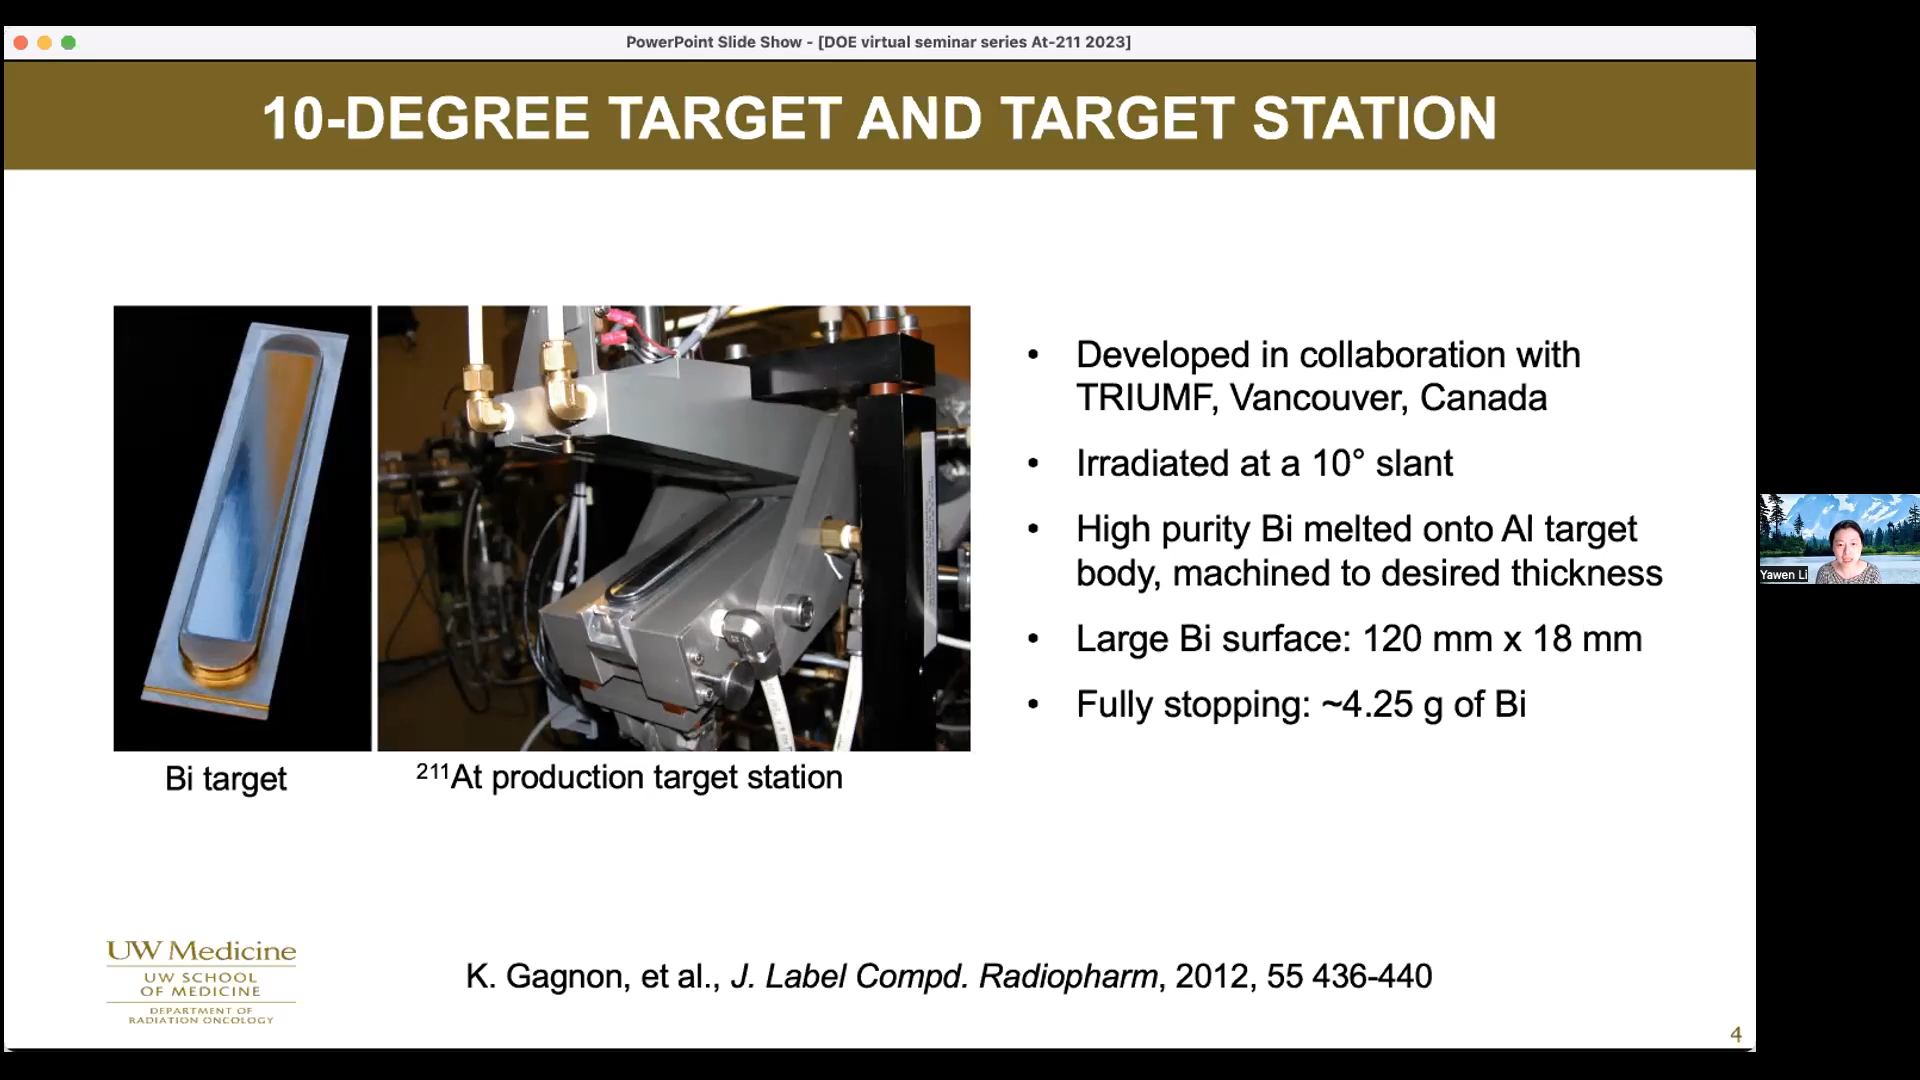 PowerPoint Slide Show - [DOE virtual seminar series At-211 2023]
10-DEGREE TARGET AND TARGET STATION
• Developed in collaboration with
TRIUMF, Vancouver, Canada
• Irradiated at a 10° slant
• High purity Bi melted onto Al target
body, machined to desired thickness
• Large Bi surface: 120 mm x 18 mm
• Fully stopping: ~4.25 g of Bi
Bi target
²¹¹At production target station
UW Medicine
UW SCHOOL
OF MEDICINE
DEPARTMENT OF
RADIATION ONCOLOGY
K. Gagnon, et al., J. Label Compd. Radiopharm, 2012, 55 436-440
4
Yawen Li